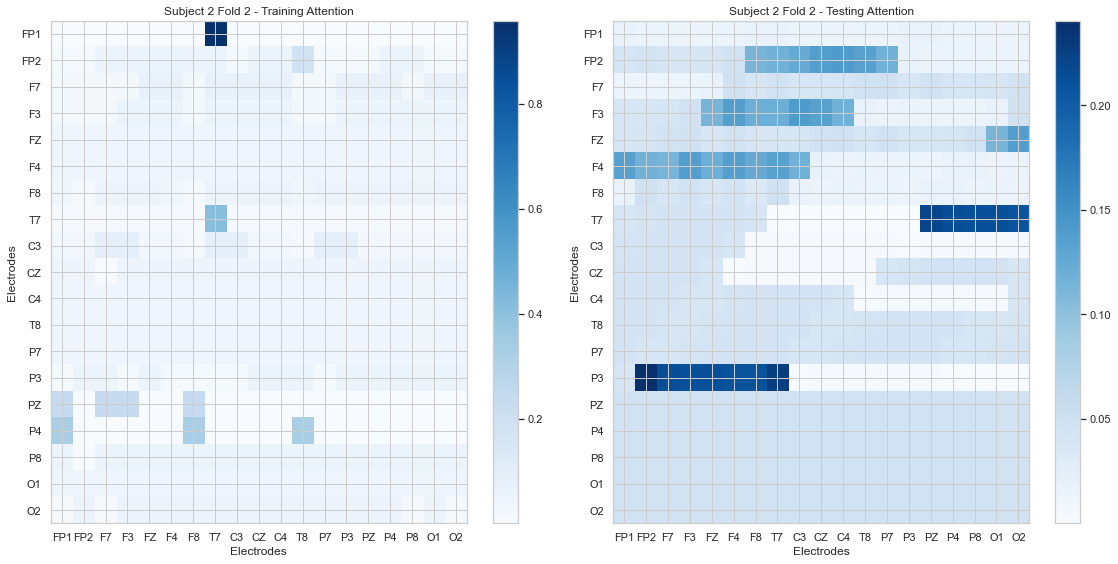 Subject 2 Fold 2 - Training Attention
FP1
FP2
F7
F3
FZ
F4
F8
T7
C3
CZ
C4
T8
P7
P3
PZ
P4
P8
O1
O2
Electrodes
FP1 FP2 F7 F3 FZ F4 F8 T7 C3 CZ C4 T8 P7 P3 PZ P4 P8 O1 O2
Electrodes
0.8
0.6
0.4
0.2
Subject 2 Fold 2 - Testing Attention
FP1
FP2
F7
F3
FZ
F4
F8
T7
C3
CZ
C4
T8
P7
P3
PZ
P4
P8
O1
O2
Electrodes
FP1 FP2 F7 F3 FZ F4 F8 T7 C3 CZ C4 T8 P7 P3 PZ P4 P8 O1 O2
Electrodes
0.20
0.15
0.10
0.05